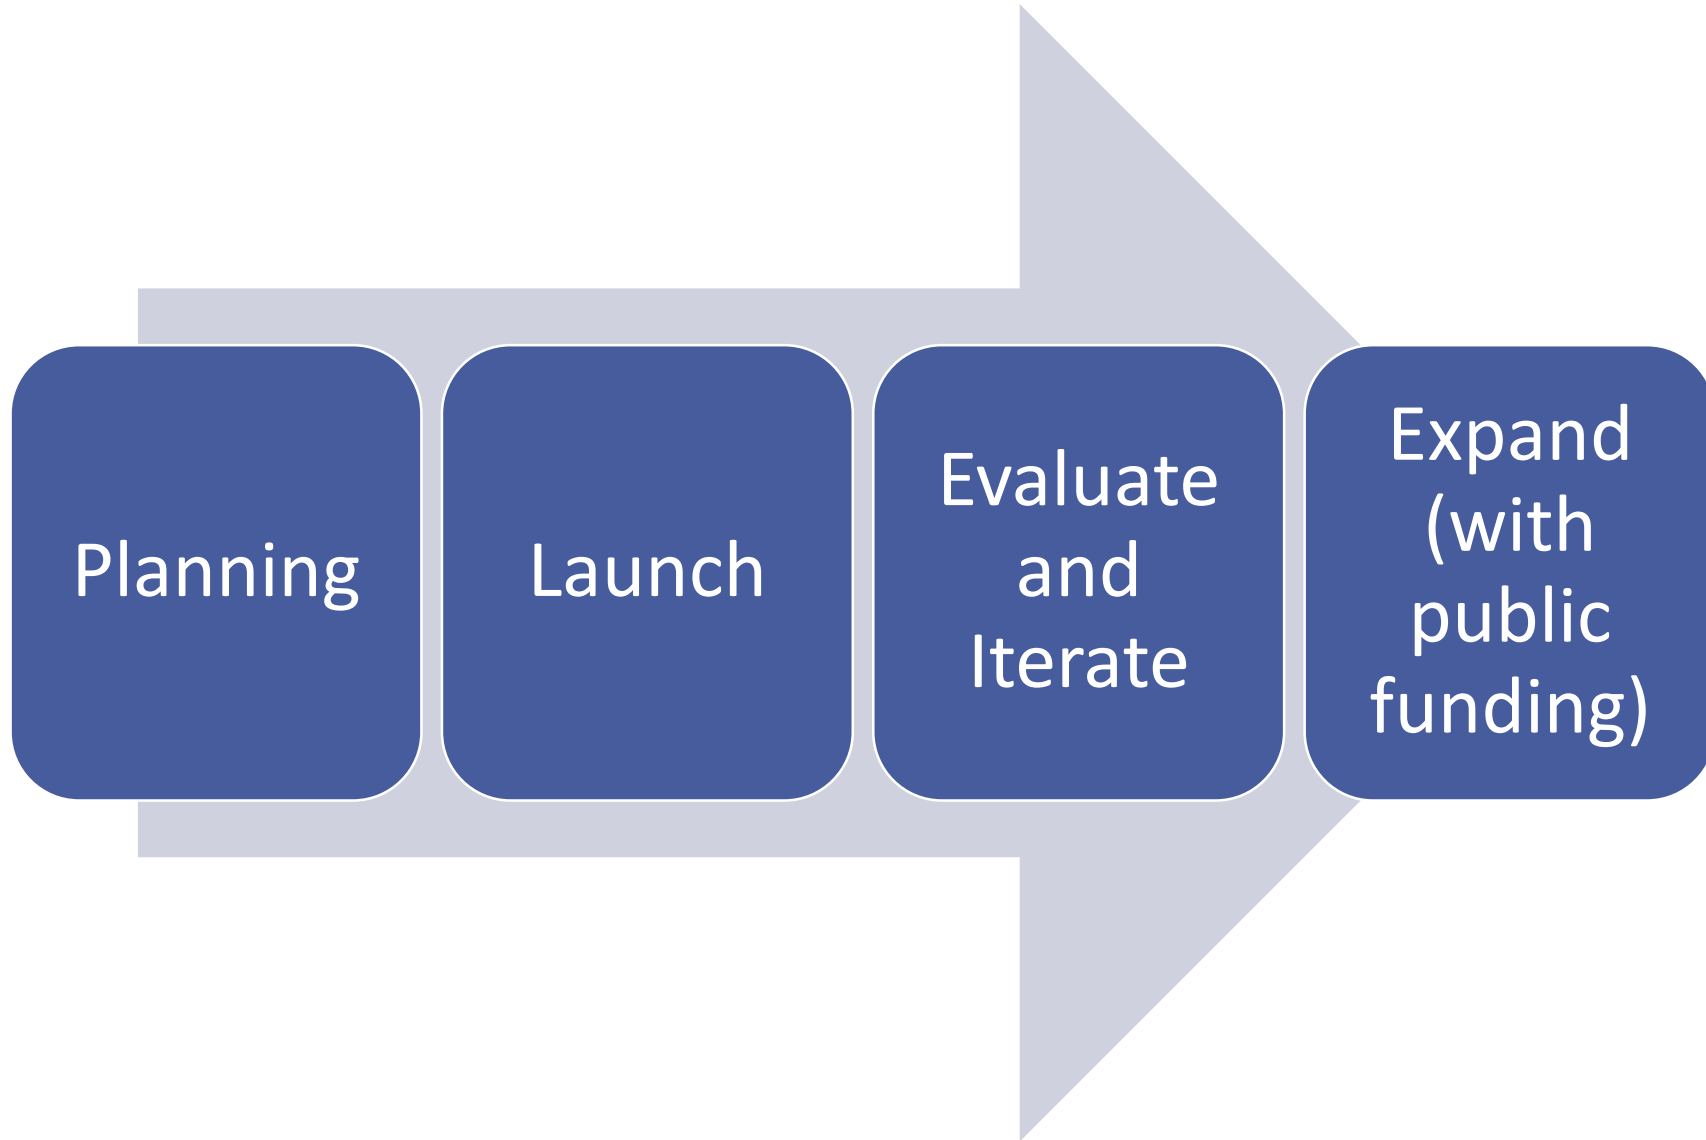 Planning
Launch
Evaluate
and
Iterate
Expand
(with
public
funding)